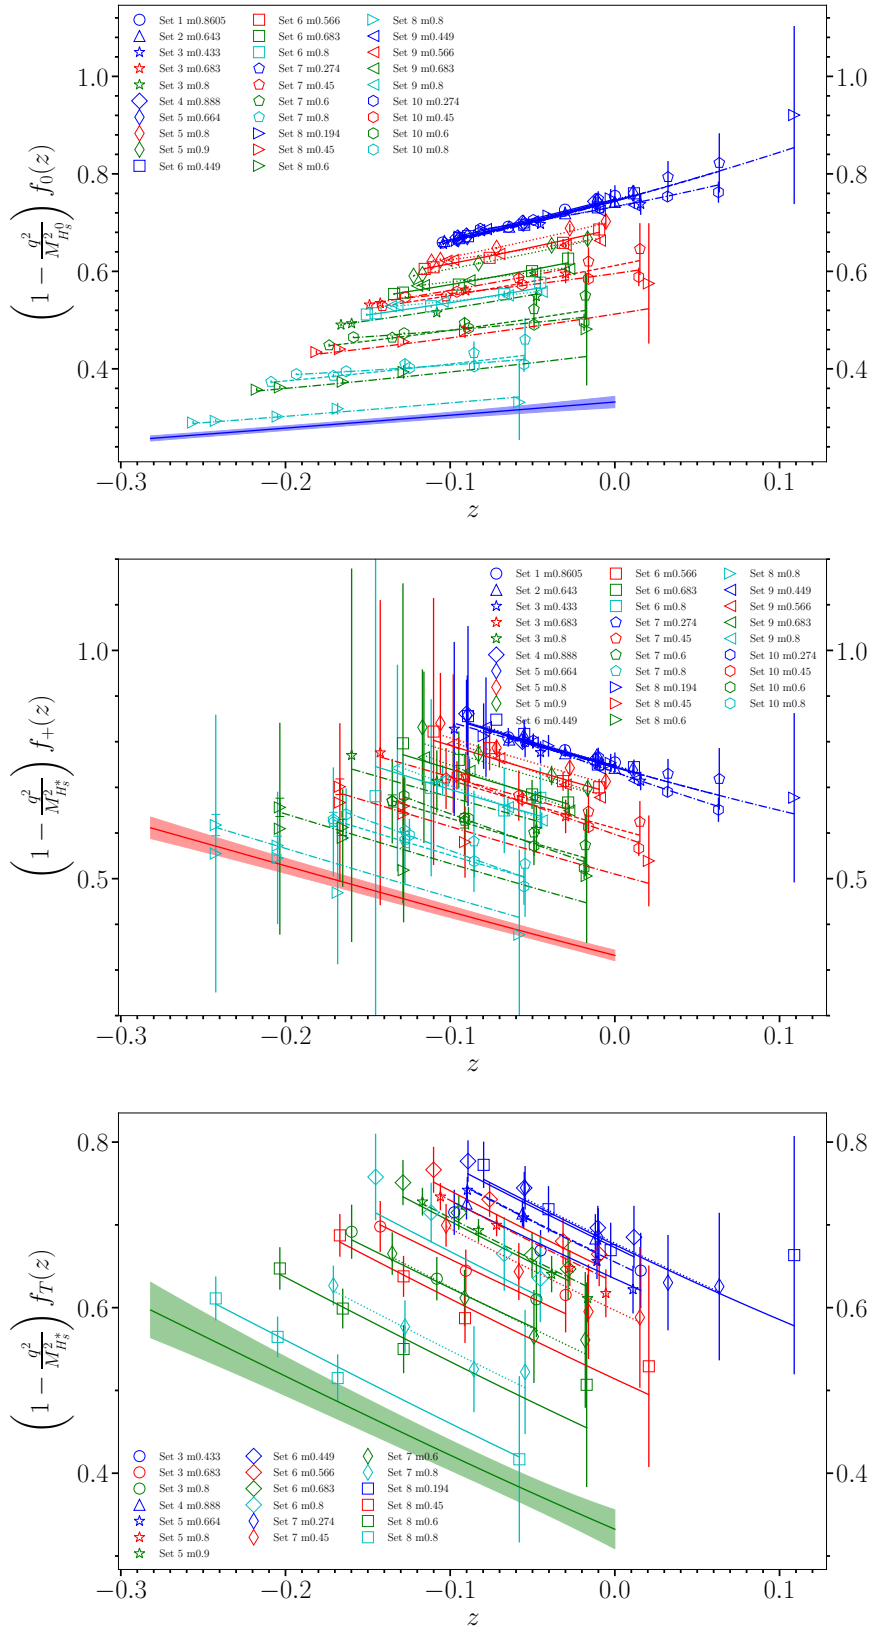 Set 1 m0.8605
Set 2 m0.643
Set 3 m0.433
Set 3 m0.683
Set 3 m0.8
Set 4 m0.888
Set 5 m0.664
Set 5 m0.8
Set 5 m0.9
Set 6 m0.449
Set 6 m0.566
Set 6 m0.683
Set 6 m0.8
Set 7 m0.274
Set 7 m0.45
Set 7 m0.6
Set 7 m0.8
Set 8 m0.194
Set 8 m0.45
Set 8 m0.6
Set 8 m0.8
Set 9 m0.449
Set 9 m0.566
Set 9 m0.683
Set 9 m0.8
Set 10 m0.274
Set 10 m0.45
Set 10 m0.6
Set 10 m0.8
(1 − q²/M²_{H_s^0}) f₀(z)
1.0 1.0
0.8 0.8
0.6 0.6
0.4 0.4
−0.3 −0.2 −0.1 0.0 0.1
z
Set 1 m0.8605
Set 2 m0.643
Set 3 m0.433
Set 3 m0.683
Set 3 m0.8
Set 4 m0.888
Set 5 m0.664
Set 5 m0.8
Set 5 m0.9
Set 6 m0.449
Set 6 m0.566
Set 6 m0.683
Set 6 m0.8
Set 7 m0.274
Set 7 m0.45
Set 7 m0.6
Set 7 m0.8
Set 8 m0.194
Set 8 m0.45
Set 8 m0.6
Set 8 m0.8
Set 9 m0.449
Set 9 m0.566
Set 9 m0.683
Set 9 m0.8
Set 10 m0.274
Set 10 m0.45
Set 10 m0.6
Set 10 m0.8
(1 − q²/M²_{H_s^*}) f₊(z)
1.0 1.0
0.5 0.5
−0.3 −0.2 −0.1 0.0 0.1
z
(1 − q²/M²_{H_s^*}) f_T(z)
0.8 0.8
0.6 0.6
0.4 0.4
Set 3 m0.433
Set 3 m0.683
Set 3 m0.8
Set 4 m0.888
Set 5 m0.664
Set 5 m0.8
Set 5 m0.9
Set 6 m0.449
Set 6 m0.566
Set 6 m0.683
Set 6 m0.8
Set 7 m0.274
Set 7 m0.45
Set 7 m0.6
Set 7 m0.8
Set 8 m0.194
Set 8 m0.45
Set 8 m0.6
Set 8 m0.8
−0.3 −0.2 −0.1 0.0 0.1
z